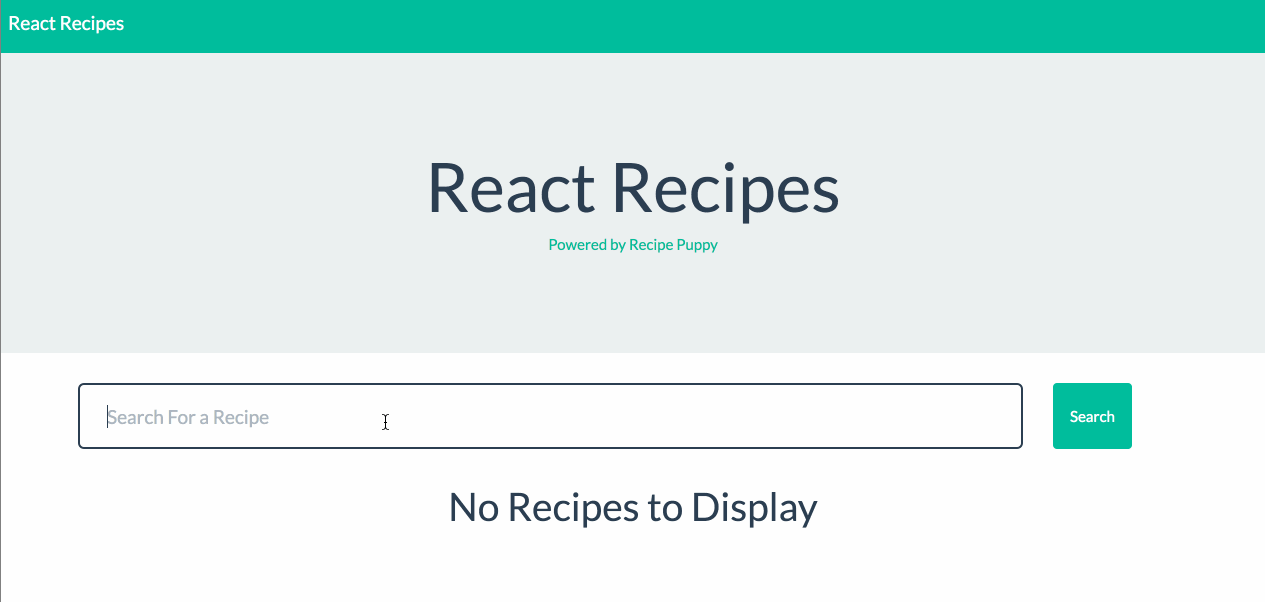 React Recipes
React Recipes
Powered by Recipe Puppy
Search For a Recipe
Search
No Recipes to Display